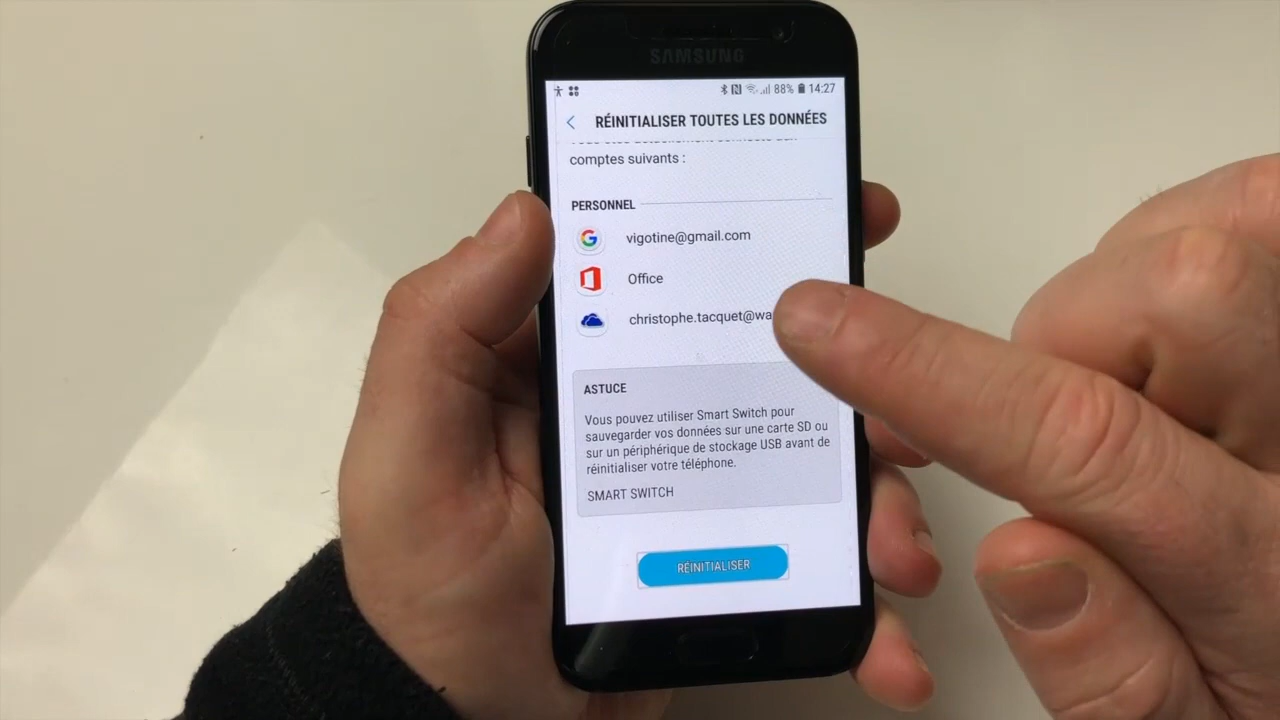 SAMSUNG
88% 14:27
RÉINITIALISER TOUTES LES DONNÉES
comptes suivants :
PERSONNEL
vigotine@gmail.com
Office
christophe.tacquet@wa
ASTUCE
Vous pouvez utiliser Smart Switch pour
sauvegarder vos données sur une carte SD ou
sur un périphérique de stockage USB avant de
réinitialiser votre téléphone.
SMART SWITCH
RÉINITIALISER